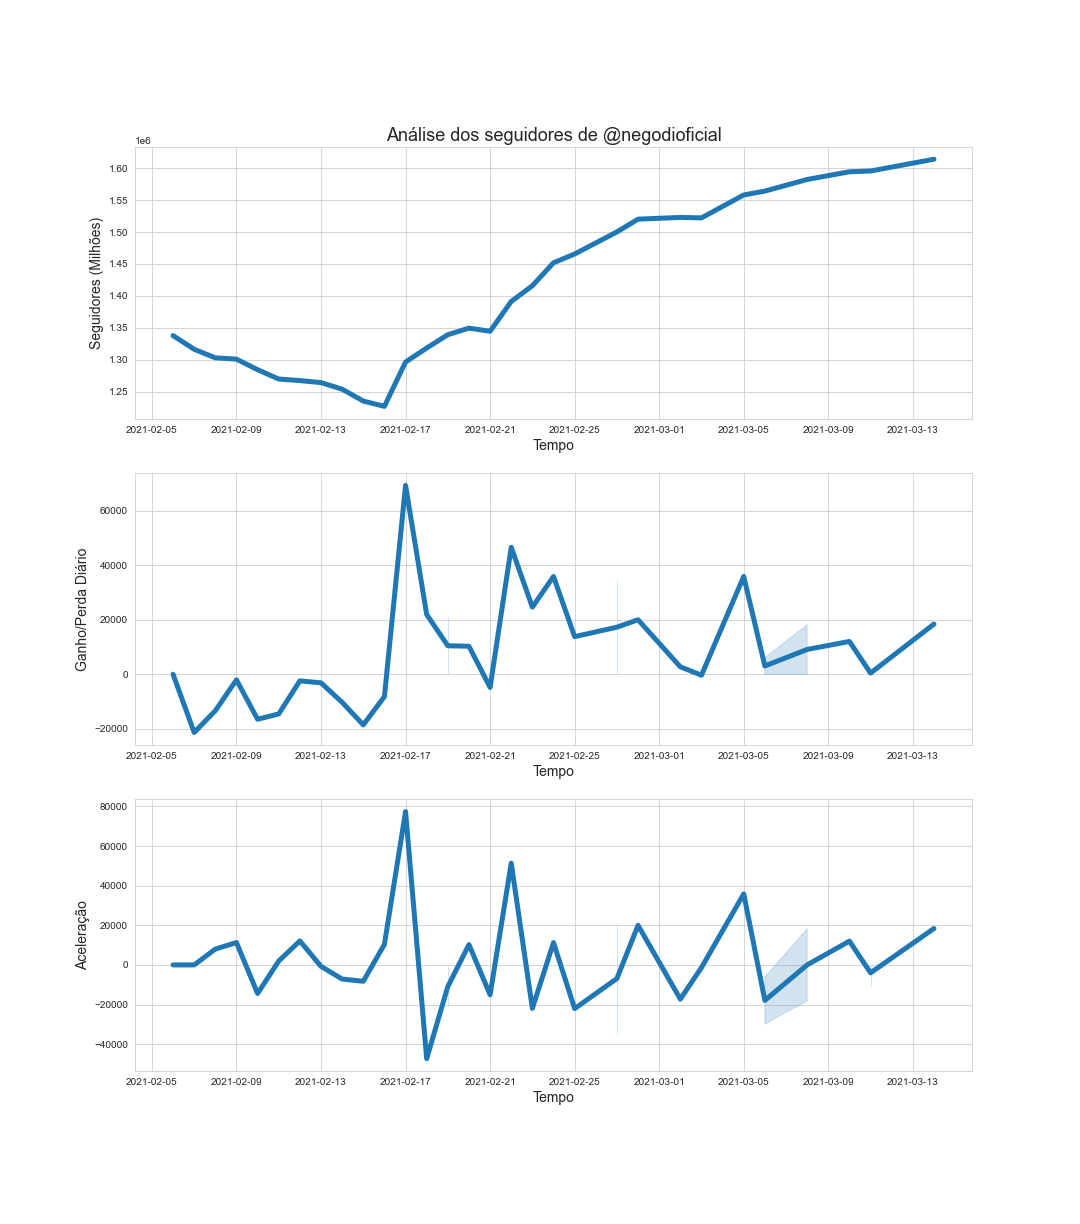 Análise dos seguidores de @negodioficial
1e6
1.60
1.55
1.50
1.45
1.40
1.35
1.30
1.25
Seguidores (Milhões)
2021-02-05 2021-02-09 2021-02-13 2021-02-17 2021-02-21 2021-02-25 2021-03-01 2021-03-05 2021-03-09 2021-03-13
Tempo
60000
40000
20000
0
−20000
Ganho/Perda Diário
2021-02-05 2021-02-09 2021-02-13 2021-02-17 2021-02-21 2021-02-25 2021-03-01 2021-03-05 2021-03-09 2021-03-13
Tempo
80000
60000
40000
20000
0
−20000
−40000
Aceleração
2021-02-05 2021-02-09 2021-02-13 2021-02-17 2021-02-21 2021-02-25 2021-03-01 2021-03-05 2021-03-09 2021-03-13
Tempo